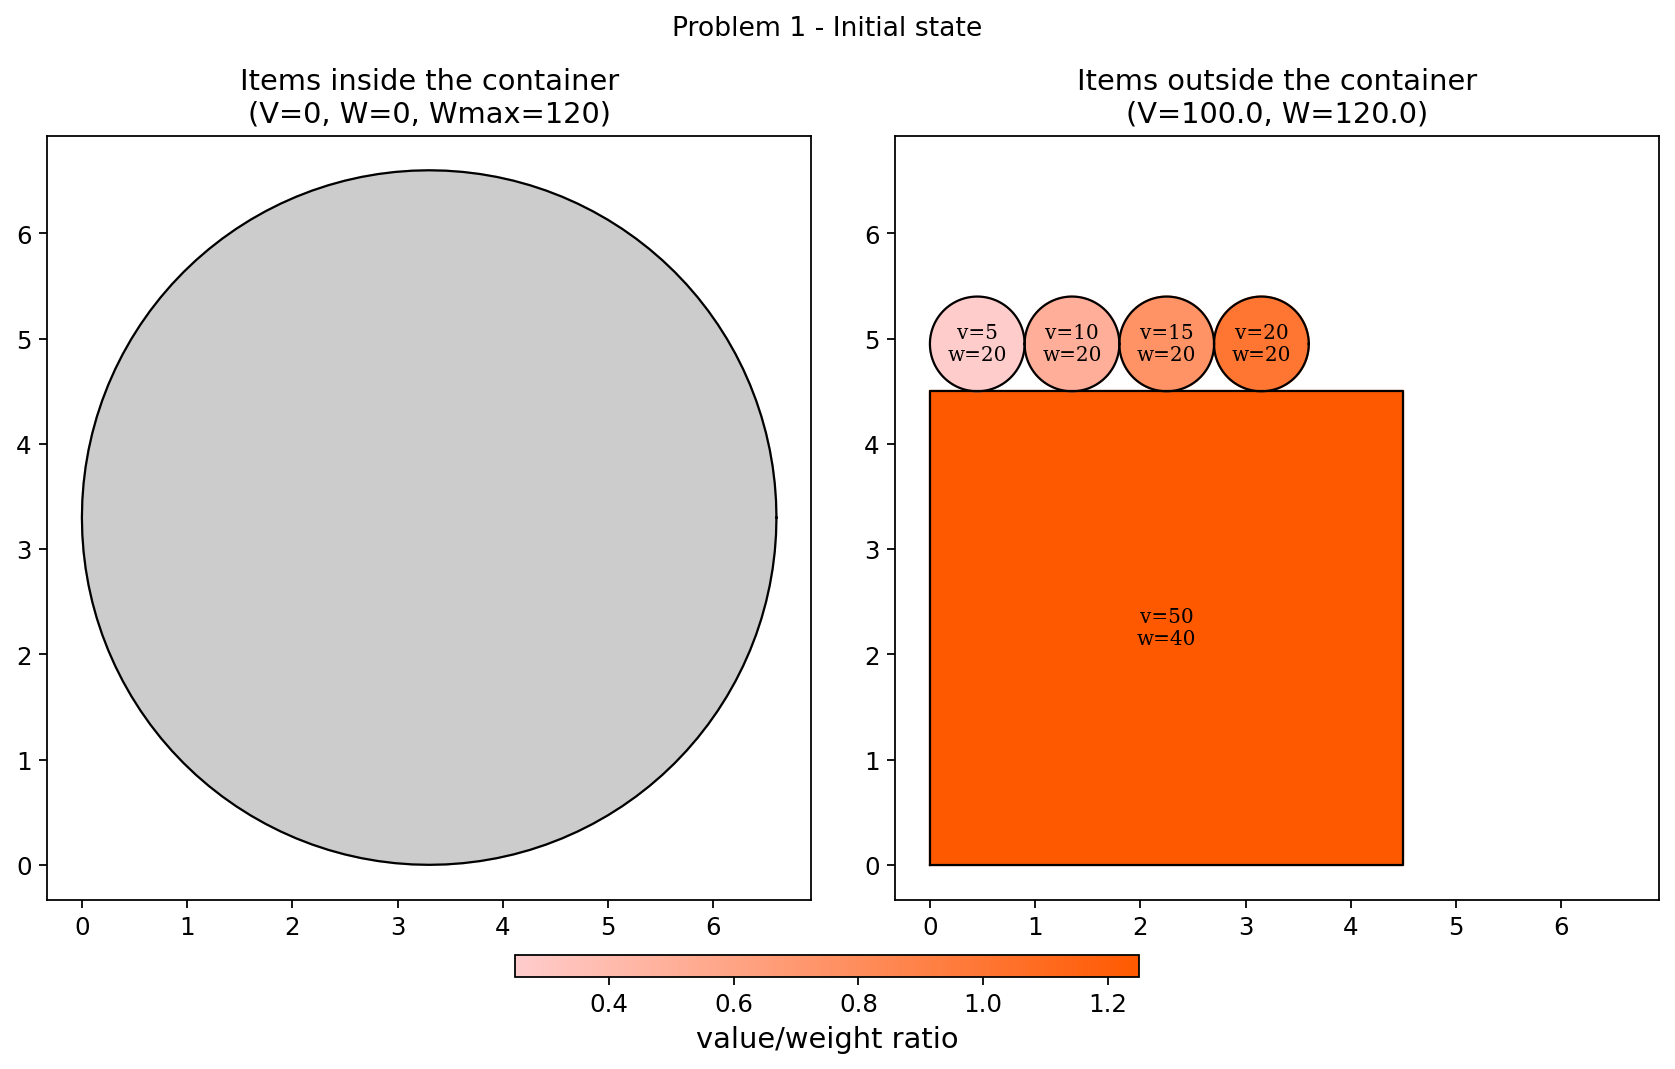 Problem 1 - Initial state
Items inside the container
(V=0, W=0, Wmax=120)
6
5
4
3
2
1
0
0 1 2 3 4 5 6
Items outside the container
(V=100.0, W=120.0)
6
5
4
3
2
1
0
v=5
w=20
v=10
w=20
v=15
w=20
v=20
w=20
v=50
w=40
0 1 2 3 4 5 6
0.4 0.6 0.8 1.0 1.2
value/weight ratio